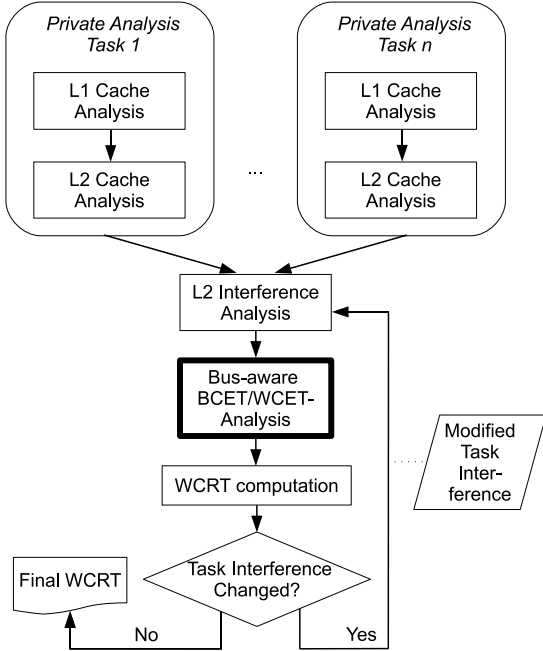 Private Analysis
Task 1
L1 Cache
Analysis
L2 Cache
Analysis
...
Private Analysis
Task n
L1 Cache
Analysis
L2 Cache
Analysis
L2 Interference
Analysis
Bus-aware
BCET/WCET-
Analysis
Modified
Task
Inter-
ference
WCRT computation
Task Interference
Changed?
Final WCRT
No
Yes